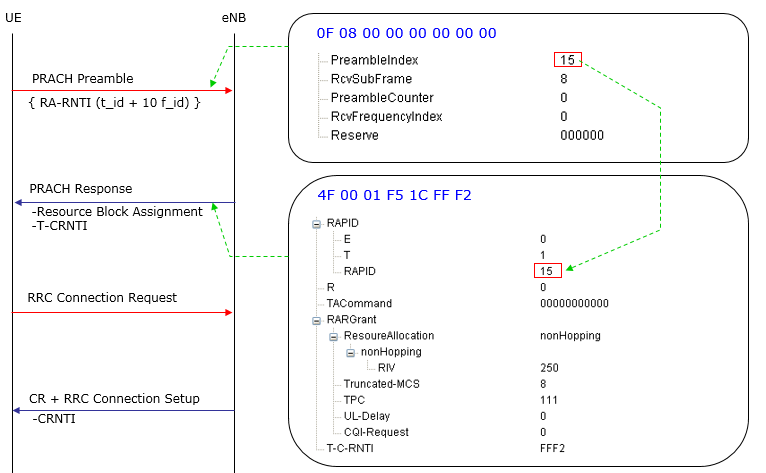 UE eNB
PRACH Preamble
{ RA-RNTI (t_id + 10 f_id) }
PRACH Response
-Resource Block Assignment
-T-CRNTI
RRC Connection Request
CR + RRC Connection Setup
-CRNTI
0F 08 00 00 00 00 00 00
PreambleIndex 15
RcvSubFrame 8
PreambleCounter 0
RcvFrequencyIndex 0
Reserve 000000
4F 00 01 F5 1C FF F2
RAPID
E 0
T 1
RAPID 15
R 0
TACommand 00000000000
RARGrant
ResoureAllocation nonHopping
nonHopping
RIV 250
Truncated-MCS 8
TPC 111
UL-Delay 0
CQI-Request 0
T-C-RNTI FFF2